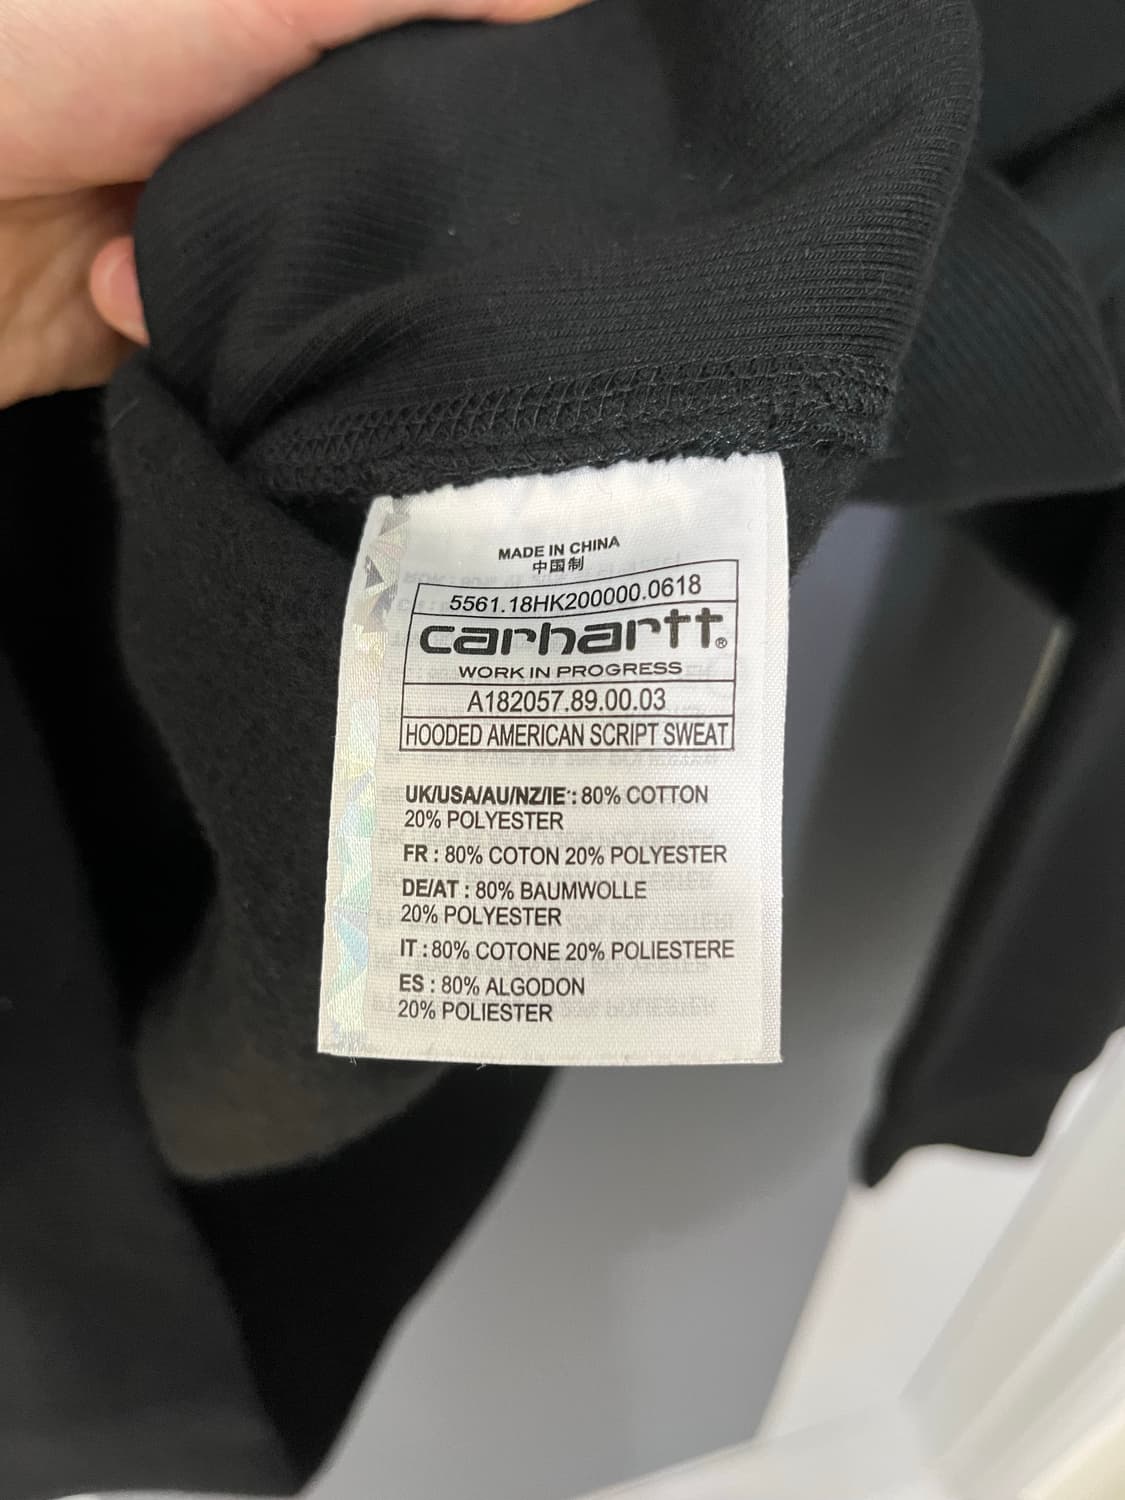 MADE IN CHINA
中国制
5561.18HK200000.0618
carhartt®
WORK IN PROGRESS
A182057.89.00.03
HOODED AMERICAN SCRIPT SWEAT
UK/USA/AU/NZ/IE : 80% COTTON
20% POLYESTER
FR : 80% COTON 20% POLYESTER
DE/AT : 80% BAUMWOLLE
20% POLYESTER
IT : 80% COTONE 20% POLIESTERE
ES : 80% ALGODON
20% POLIESTER